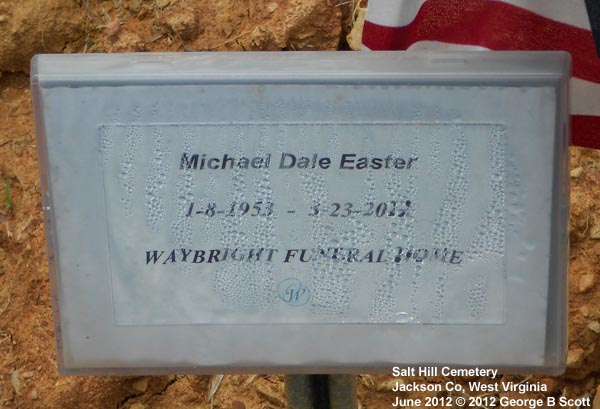 Michael Dale Easter
1-8-1953 - 3-23-2012
WAYBRIGHT FUNERAL HOME
W
Salt Hill Cemetery
Jackson Co, West Virginia
June 2012 © 2012 George B Scott